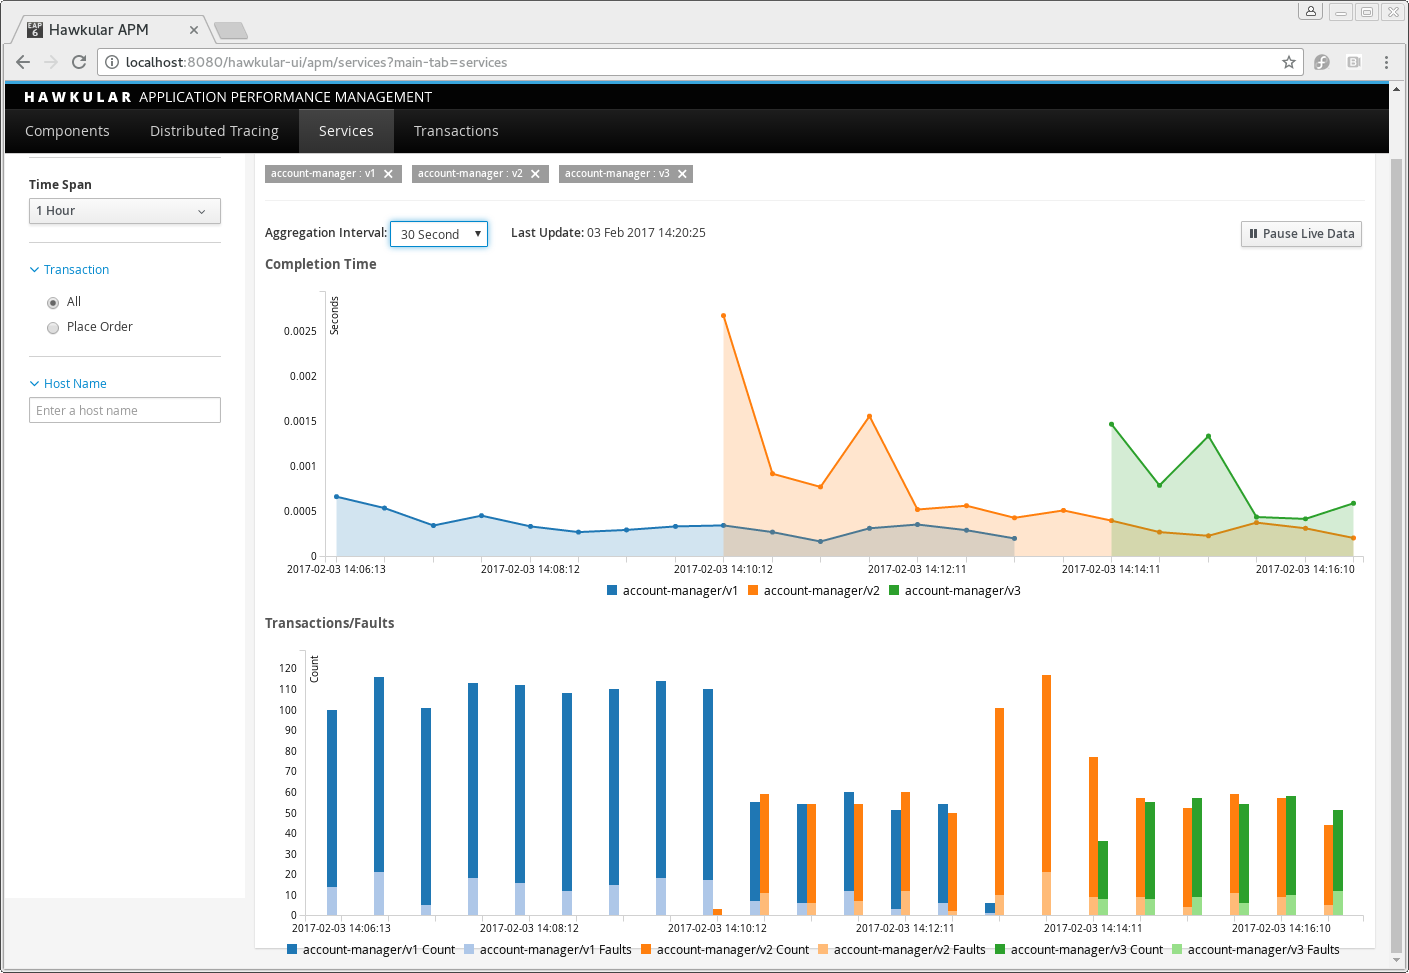 EAP 6 Hawkular APM
localhost:8080/hawkular-ui/apm/services?main-tab=services
HAWKULAR APPLICATION PERFORMANCE MANAGEMENT
Components Distributed Tracing Services Transactions
account-manager : v1 account-manager : v2 account-manager : v3
Time Span
1 Hour
Transaction
All
Place Order
Host Name
Enter a host name
Aggregation Interval: 30 Second Last Update: 03 Feb 2017 14:20:25 Pause Live Data
Completion Time
Seconds
0.0025
0.002
0.0015
0.001
0.0005
0
2017-02-03 14:06:13 2017-02-03 14:08:12 2017-02-03 14:10:12 2017-02-03 14:12:11 2017-02-03 14:14:11 2017-02-03 14:16:10
account-manager/v1 account-manager/v2 account-manager/v3
Transactions/Faults
Count
120
110
100
90
80
70
60
50
40
30
20
10
0
2017-02-03 14:06:13 2017-02-03 14:08:12 2017-02-03 14:10:12 2017-02-03 14:12:11 2017-02-03 14:14:11 2017-02-03 14:16:10
account-manager/v1 Count account-manager/v1 Faults account-manager/v2 Count account-manager/v2 Faults account-manager/v3 Count account-manager/v3 Faults